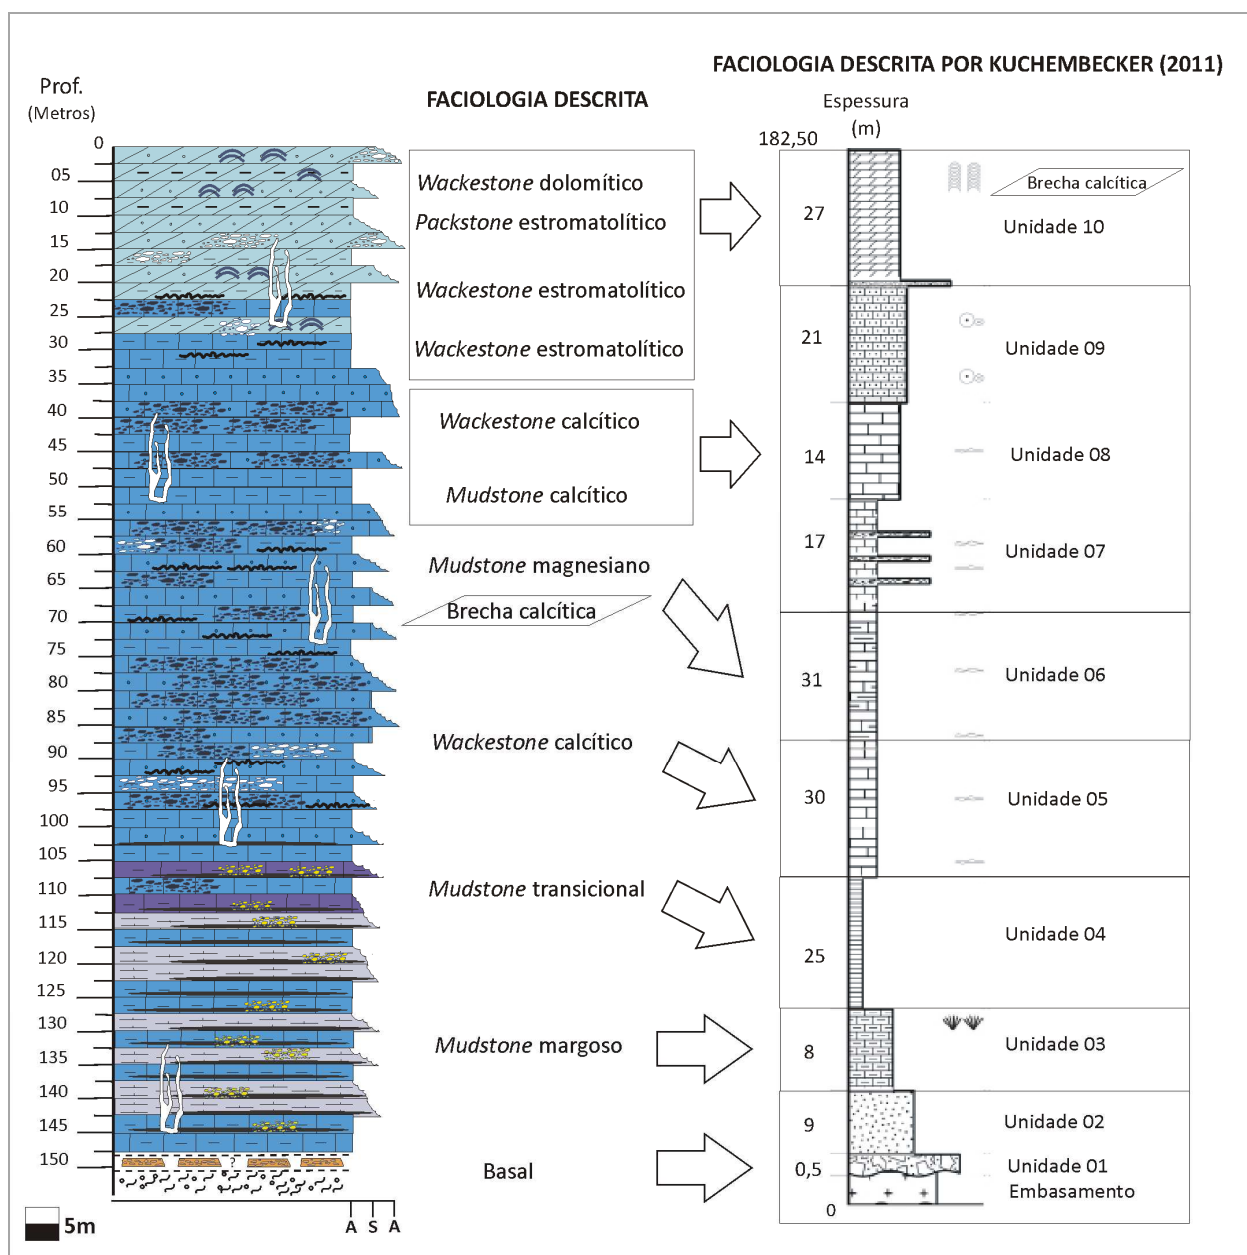 FACIOLOGIA DESCRITA POR KUCHEMBECKER (2011)
Prof.
(Metros)
FACIOLOGIA DESCRITA
Espessura
(m)
182,50
0
05
10
15
20
25
30
35
40
45
50
55
60
65
70
75
80
85
90
95
100
105
110
115
120
125
130
135
140
145
150
?
5m
A S A
Wackestone dolomítico
Packstone estromatolítico
Wackestone estromatolítico
Wackestone estromatolítico
Wackestone calcítico
Mudstone calcítico
Mudstone magnesiano
Brecha calcítica
Wackestone calcítico
Mudstone transicional
Mudstone margoso
Basal
27
21
14
17
31
30
25
8
9
0,5
0
Brecha calcítica
Unidade 10
Unidade 09
Unidade 08
Unidade 07
Unidade 06
Unidade 05
Unidade 04
Unidade 03
Unidade 02
Unidade 01
Embasamento